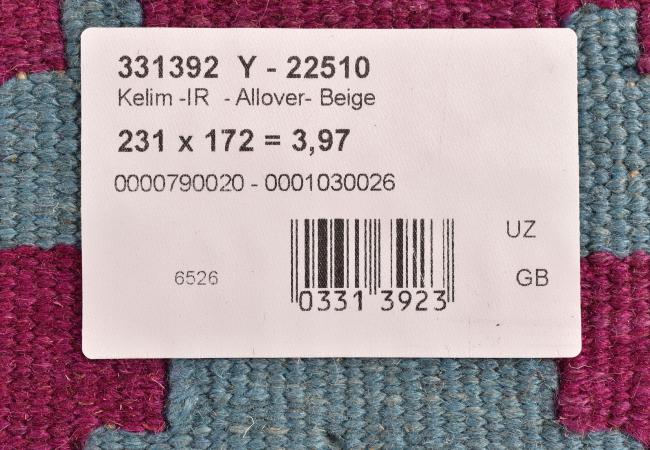 331392 Y - 22510
Kelim -IR - Allover- Beige
231 x 172 = 3,97
0000790020 - 0001030026
UZ
6526
GB
0331 3923